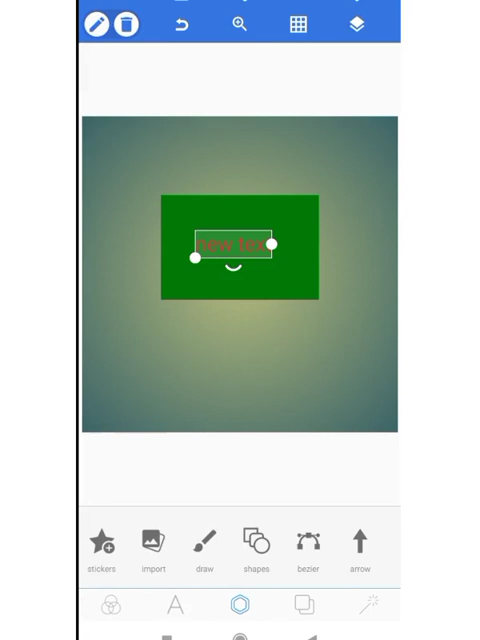 new tex
stickers
import
draw
shapes
bezier
arrow
A